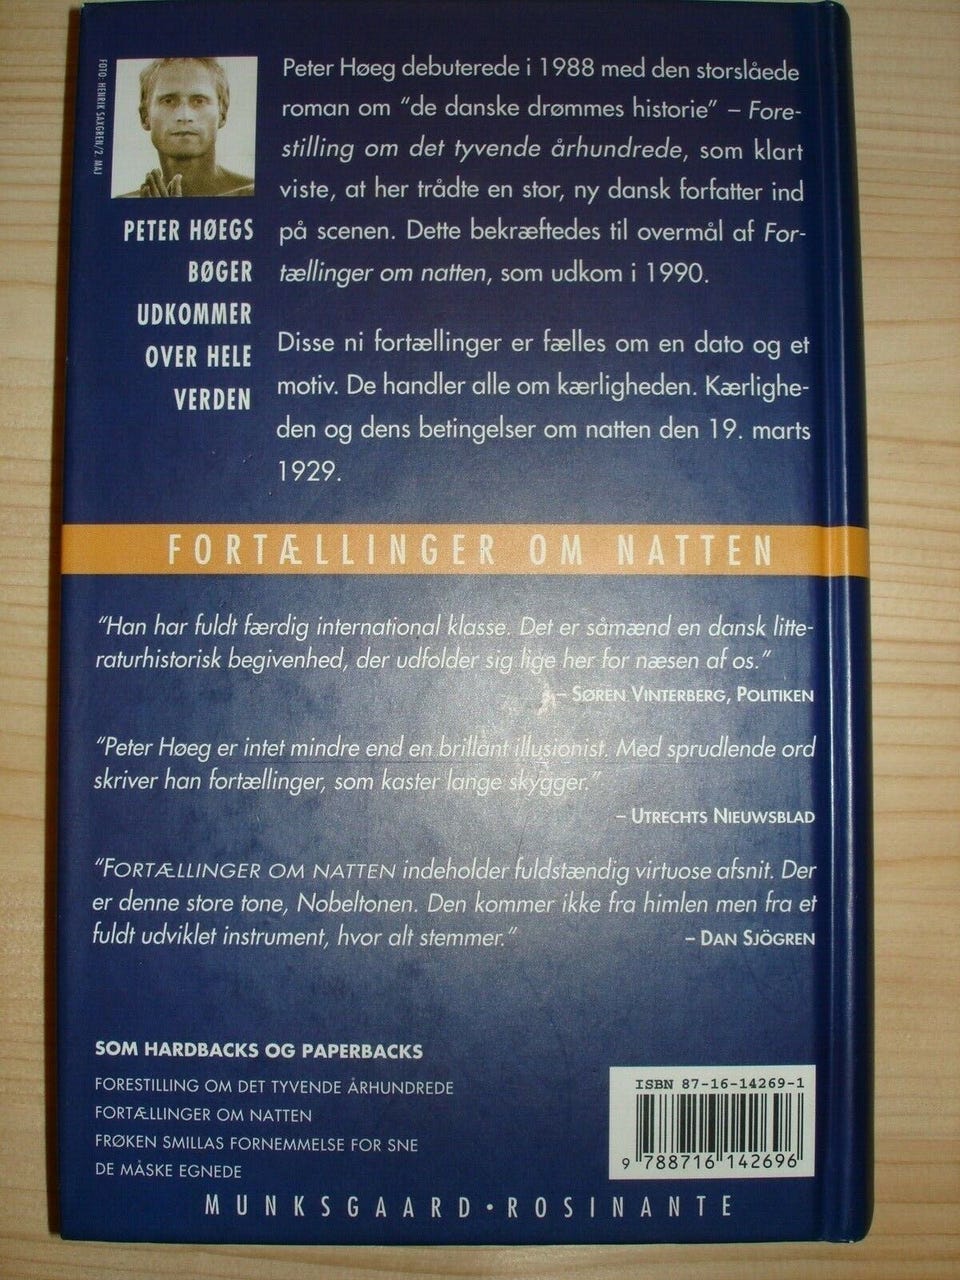 FOTO: HENRIK SAXGREN/2. MAJ
PETER HØEGS
BØGER
UDKOMMER
OVER HELE
VERDEN
Peter Høeg debuterede i 1988 med den storslåede
roman om “de danske drømmes historie” – Fore-
stilling om det tyvende århundrede, som klart
viste, at her trådte en stor, ny dansk forfatter ind
på scenen. Dette bekræftedes til overmål af For-
tællinger om natten, som udkom i 1990.
Disse ni fortællinger er fælles om en dato og et
motiv. De handler alle om kærligheden. Kærlighe-
den og dens betingelser om natten den 19. marts
1929.
FORTÆLLINGER OM NATTEN
“Han har fuldt færdig international klasse. Det er såmænd en dansk litte-
raturhistorisk begivenhed, der udfolder sig lige her for næsen af os.”
– SØREN VINTERBERG, POLITIKEN
“Peter Høeg er intet mindre end en brillant illusionist. Med sprudlende ord
skriver han fortællinger, som kaster lange skygger.”
– UTRECHTS NIEUWSBLAD
“FORTÆLLINGER OM NATTEN indeholder fuldstændig virtuose afsnit. Der
er denne store tone, Nobeltonen. Den kommer ikke fra himlen men fra et
fuldt udviklet instrument, hvor alt stemmer.”
– DAN SJÖGREN
SOM HARDBACKS OG PAPERBACKS
FORESTILLING OM DET TYVENDE ÅRHUNDREDE
FORTÆLLINGER OM NATTEN
FRØKEN SMILLAS FORNEMMELSE FOR SNE
DE MÅSKE EGNEDE
ISBN 87-16-14269-1
9 788716 142696
MUNKSGAARD • ROSINANTE